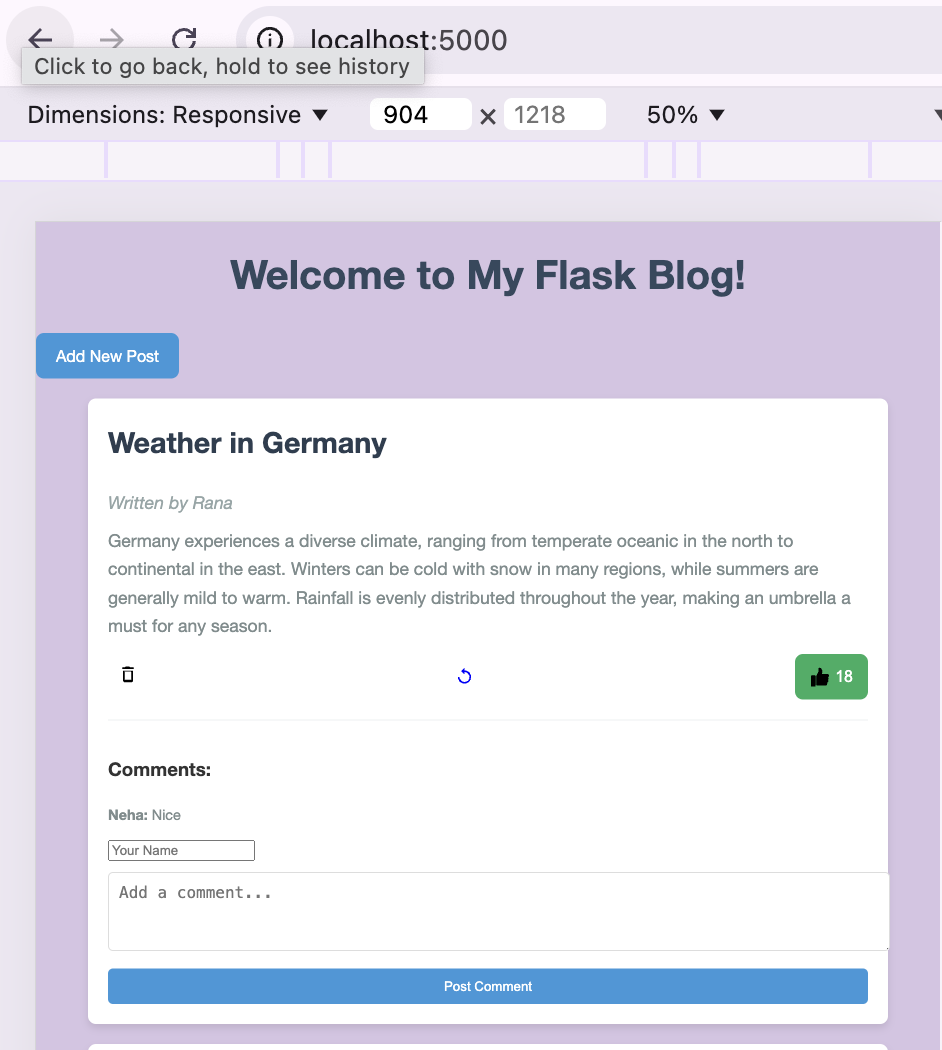 localhost:5000
Click to go back, hold to see history
Dimensions: Responsive ▼ 904 × 1218 50% ▼
Welcome to My Flask Blog!
Add New Post
Weather in Germany
Written by Rana
Germany experiences a diverse climate, ranging from temperate oceanic in the north to
continental in the east. Winters can be cold with snow in many regions, while summers are
generally mild to warm. Rainfall is evenly distributed throughout the year, making an umbrella a
must for any season.
18
Comments:
Neha: Nice
Your Name
Add a comment...
Post Comment